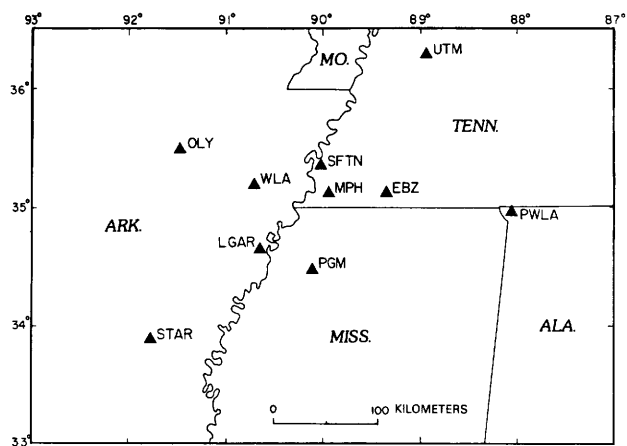 93° 92° 91° 90° 89° 88° 87°
MO.
UTM
36°
TENN.
OLY
SFTN
WLA
MPH
EBZ
35°
PWLA
ARK.
LGAR
PGM
34°
STAR
MISS.
ALA.
0 100 KILOMETERS
33°